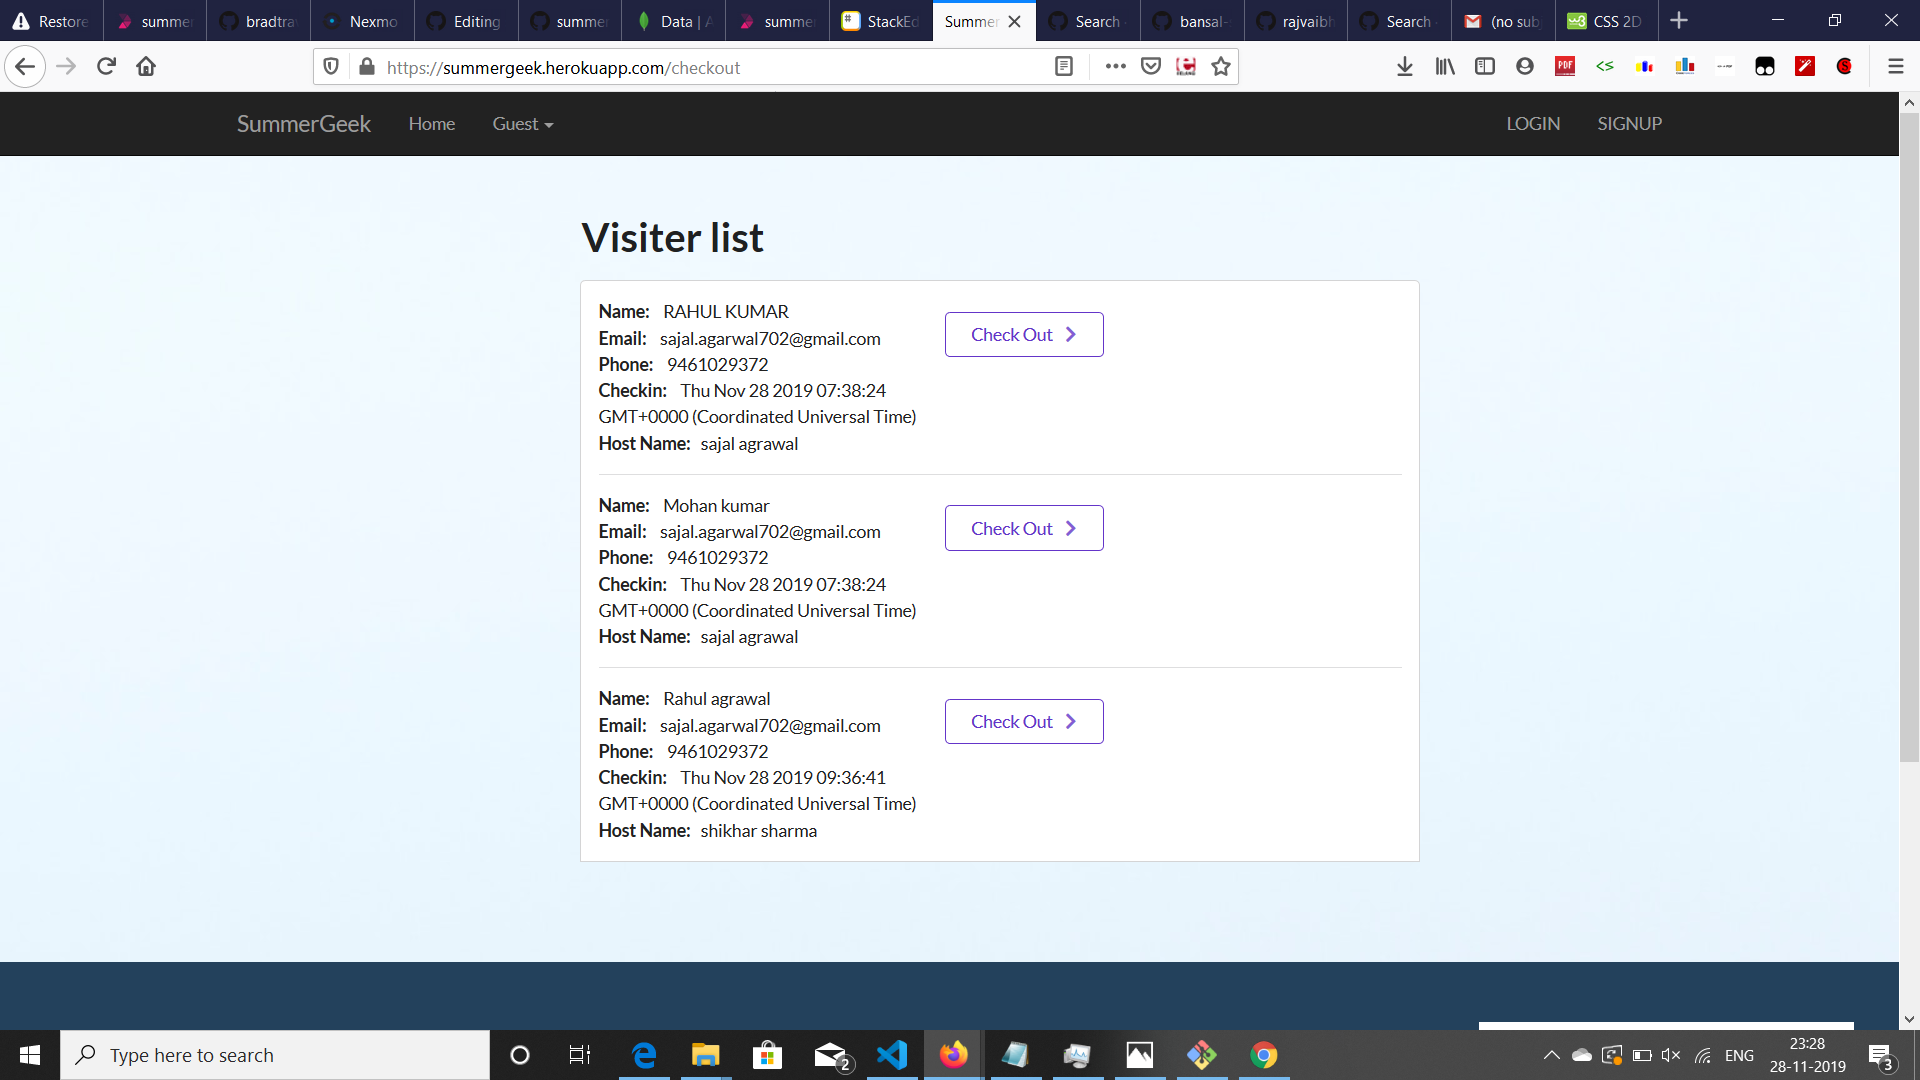 Restore
summer
bradtra
Nexmo
Editing
summer
Data | A
summer
StackEd
Summer
Search
bansal-
rajvaibh
Search
(no sub
CSS 2D
https://summergeek.herokuapp.com/checkout
SummerGeek Home Guest LOGIN SIGNUP
Visiter list
Name: RAHUL KUMAR
Email: sajal.agarwal702@gmail.com
Phone: 9461029372
Checkin: Thu Nov 28 2019 07:38:24
GMT+0000 (Coordinated Universal Time)
Host Name: sajal agrawal
Check Out
Name: Mohan kumar
Email: sajal.agarwal702@gmail.com
Phone: 9461029372
Checkin: Thu Nov 28 2019 07:38:24
GMT+0000 (Coordinated Universal Time)
Host Name: sajal agrawal
Check Out
Name: Rahul agrawal
Email: sajal.agarwal702@gmail.com
Phone: 9461029372
Checkin: Thu Nov 28 2019 09:36:41
GMT+0000 (Coordinated Universal Time)
Host Name: shikhar sharma
Check Out
Type here to search
2
ENG
23:28
28-11-2019
3